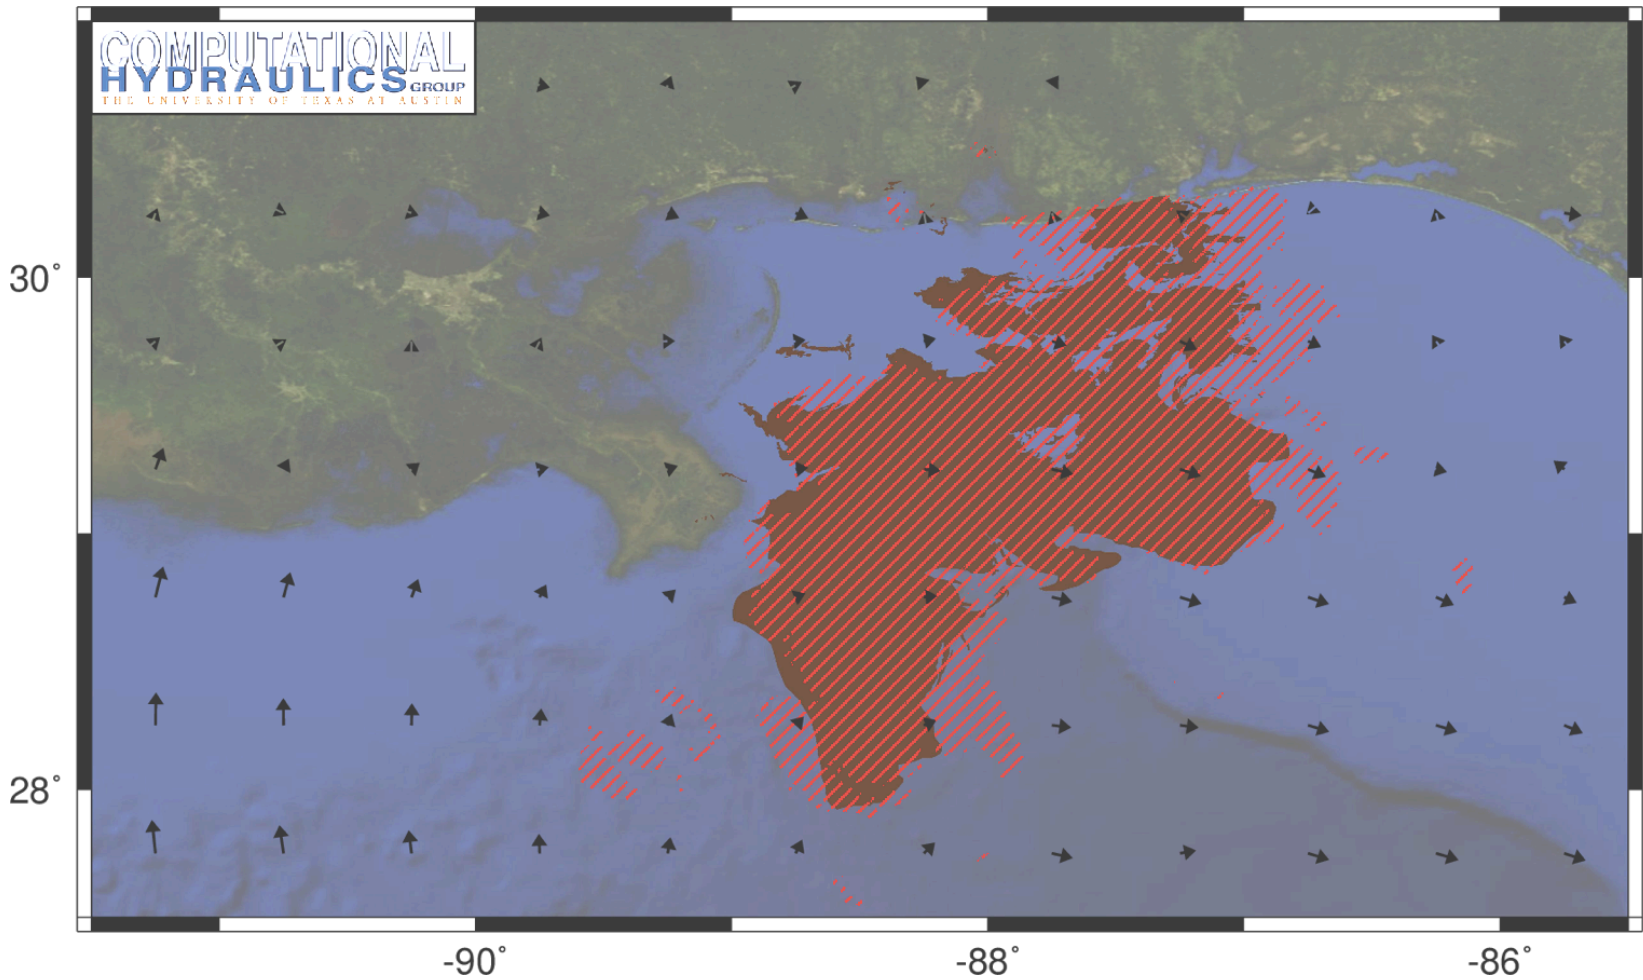 COMPUTATIONAL
HYDRAULICS GROUP
THE UNIVERSITY OF TEXAS AT AUSTIN
30°
28°
-90° -88° -86°